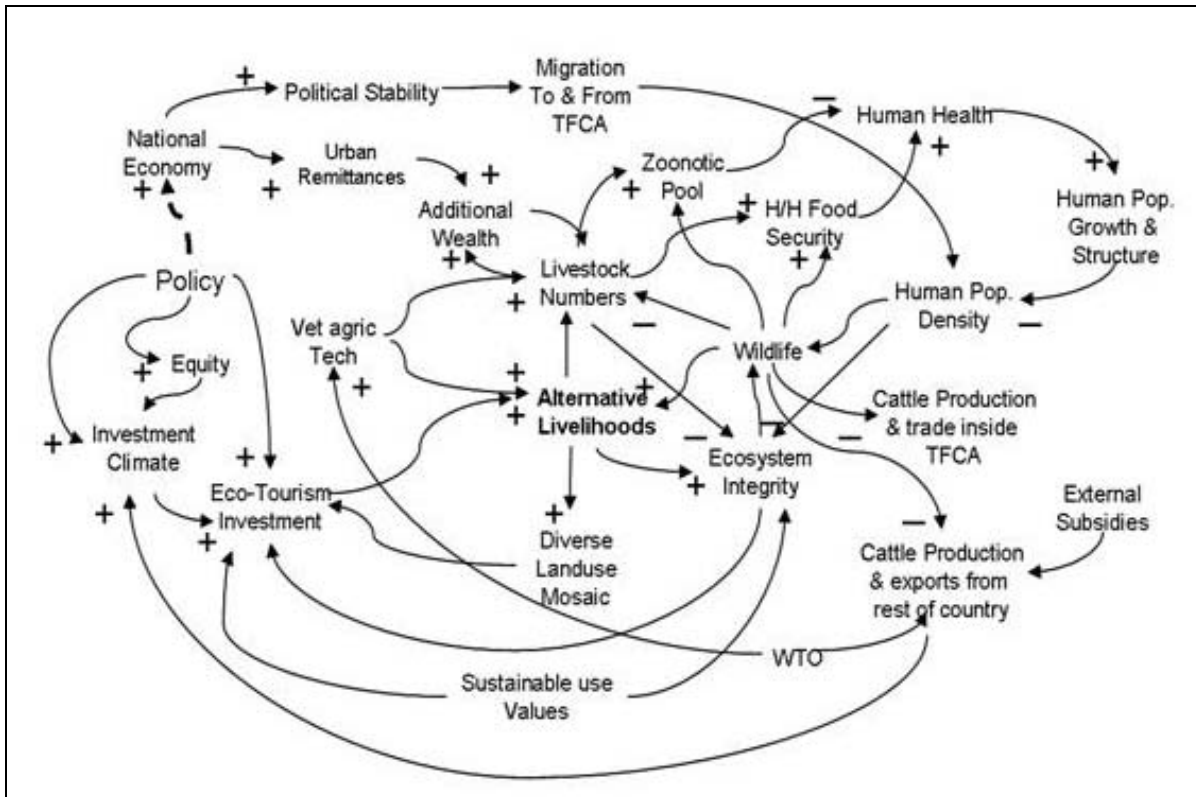 Migration
To & From
TFCA
Political Stability
Human Health
National
Economy
Urban
Remittances
Zoonotic
Pool
Additional
Wealth
H/H Food
Security
Human Pop.
Growth &
Structure
Policy
Livestock
Numbers
Human Pop.
Density
Vet agric
Tech
Wildlife
Equity
Alternative
Livelihoods
Cattle Production
& trade inside
TFCA
Investment
Climate
Ecosystem
Integrity
Eco-Tourism
Investment
External
Subsidies
Diverse
Landuse
Mosaic
Cattle Production
& exports from
rest of country
WTO
Sustainable use
Values